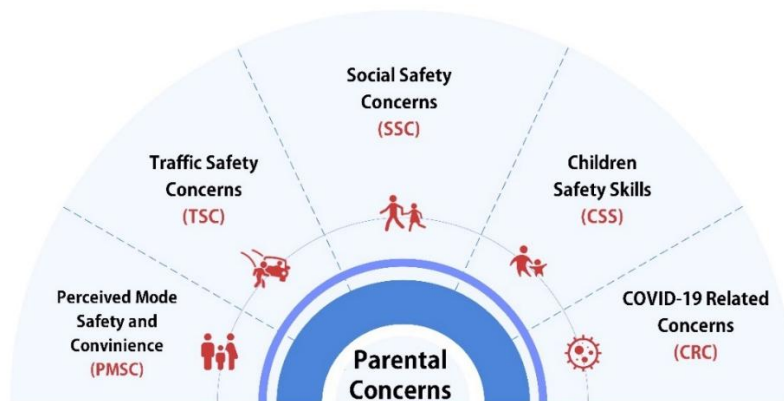 Social Safety
Concerns
(SSC)
Traffic Safety
Concerns
(TSC)
Children
Safety Skills
(CSS)
Perceived Mode
Safety and
Convinience
(PMSC)
COVID-19 Related
Concerns
(CRC)
Parental
Concerns